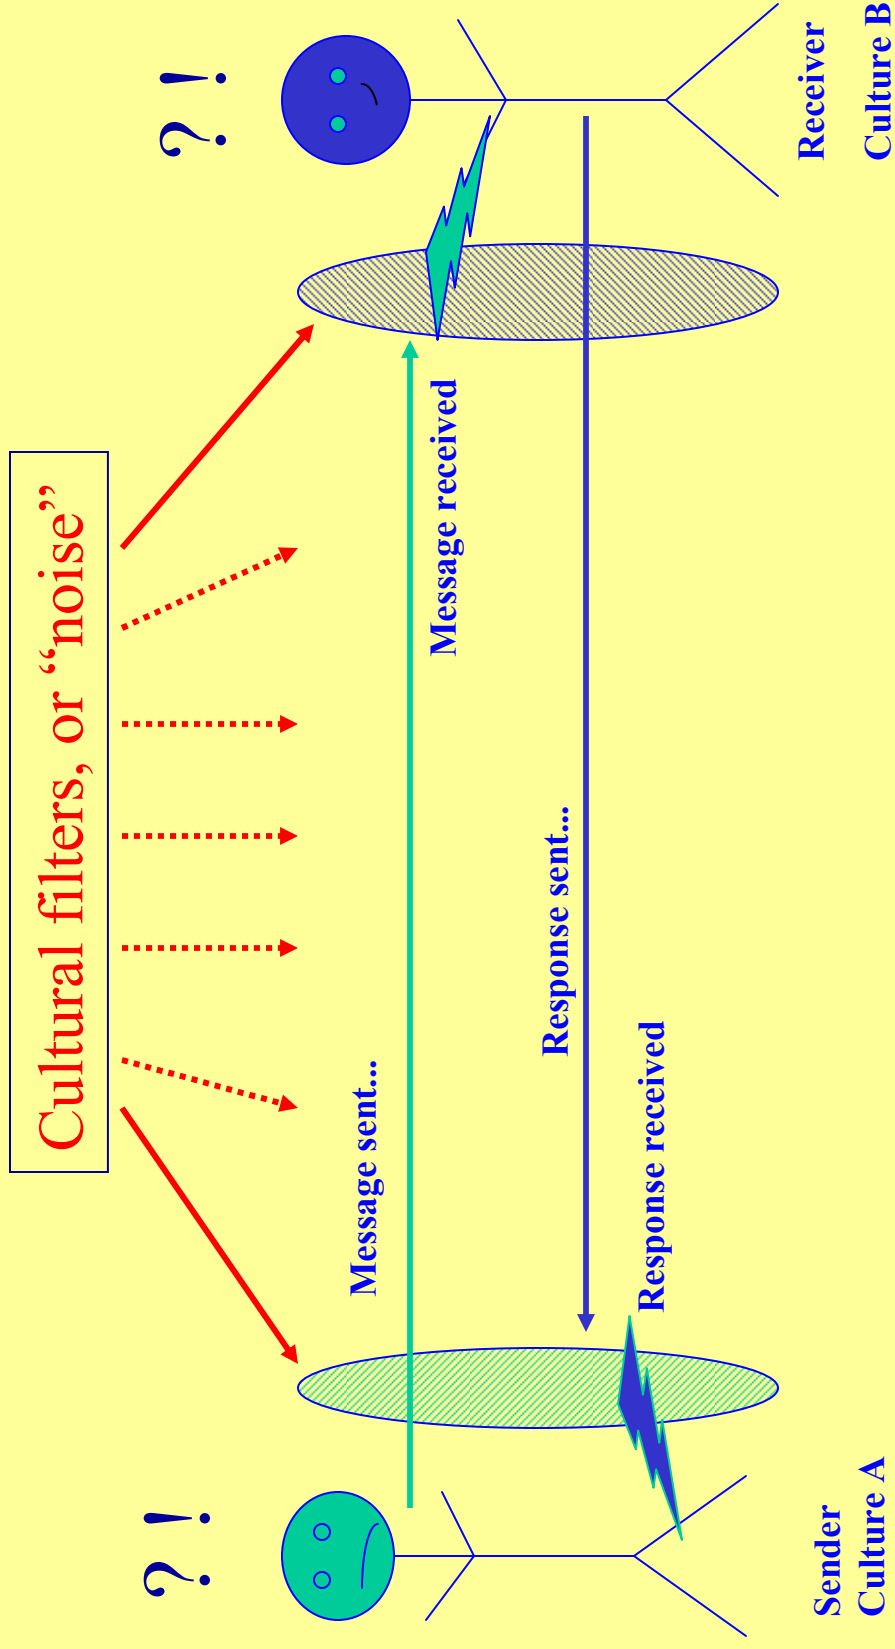 Cultural filters, or “noise”
?!
?!
Message sent...
Message received
Response sent...
Response received
Sender
Culture A
Receiver
Culture B